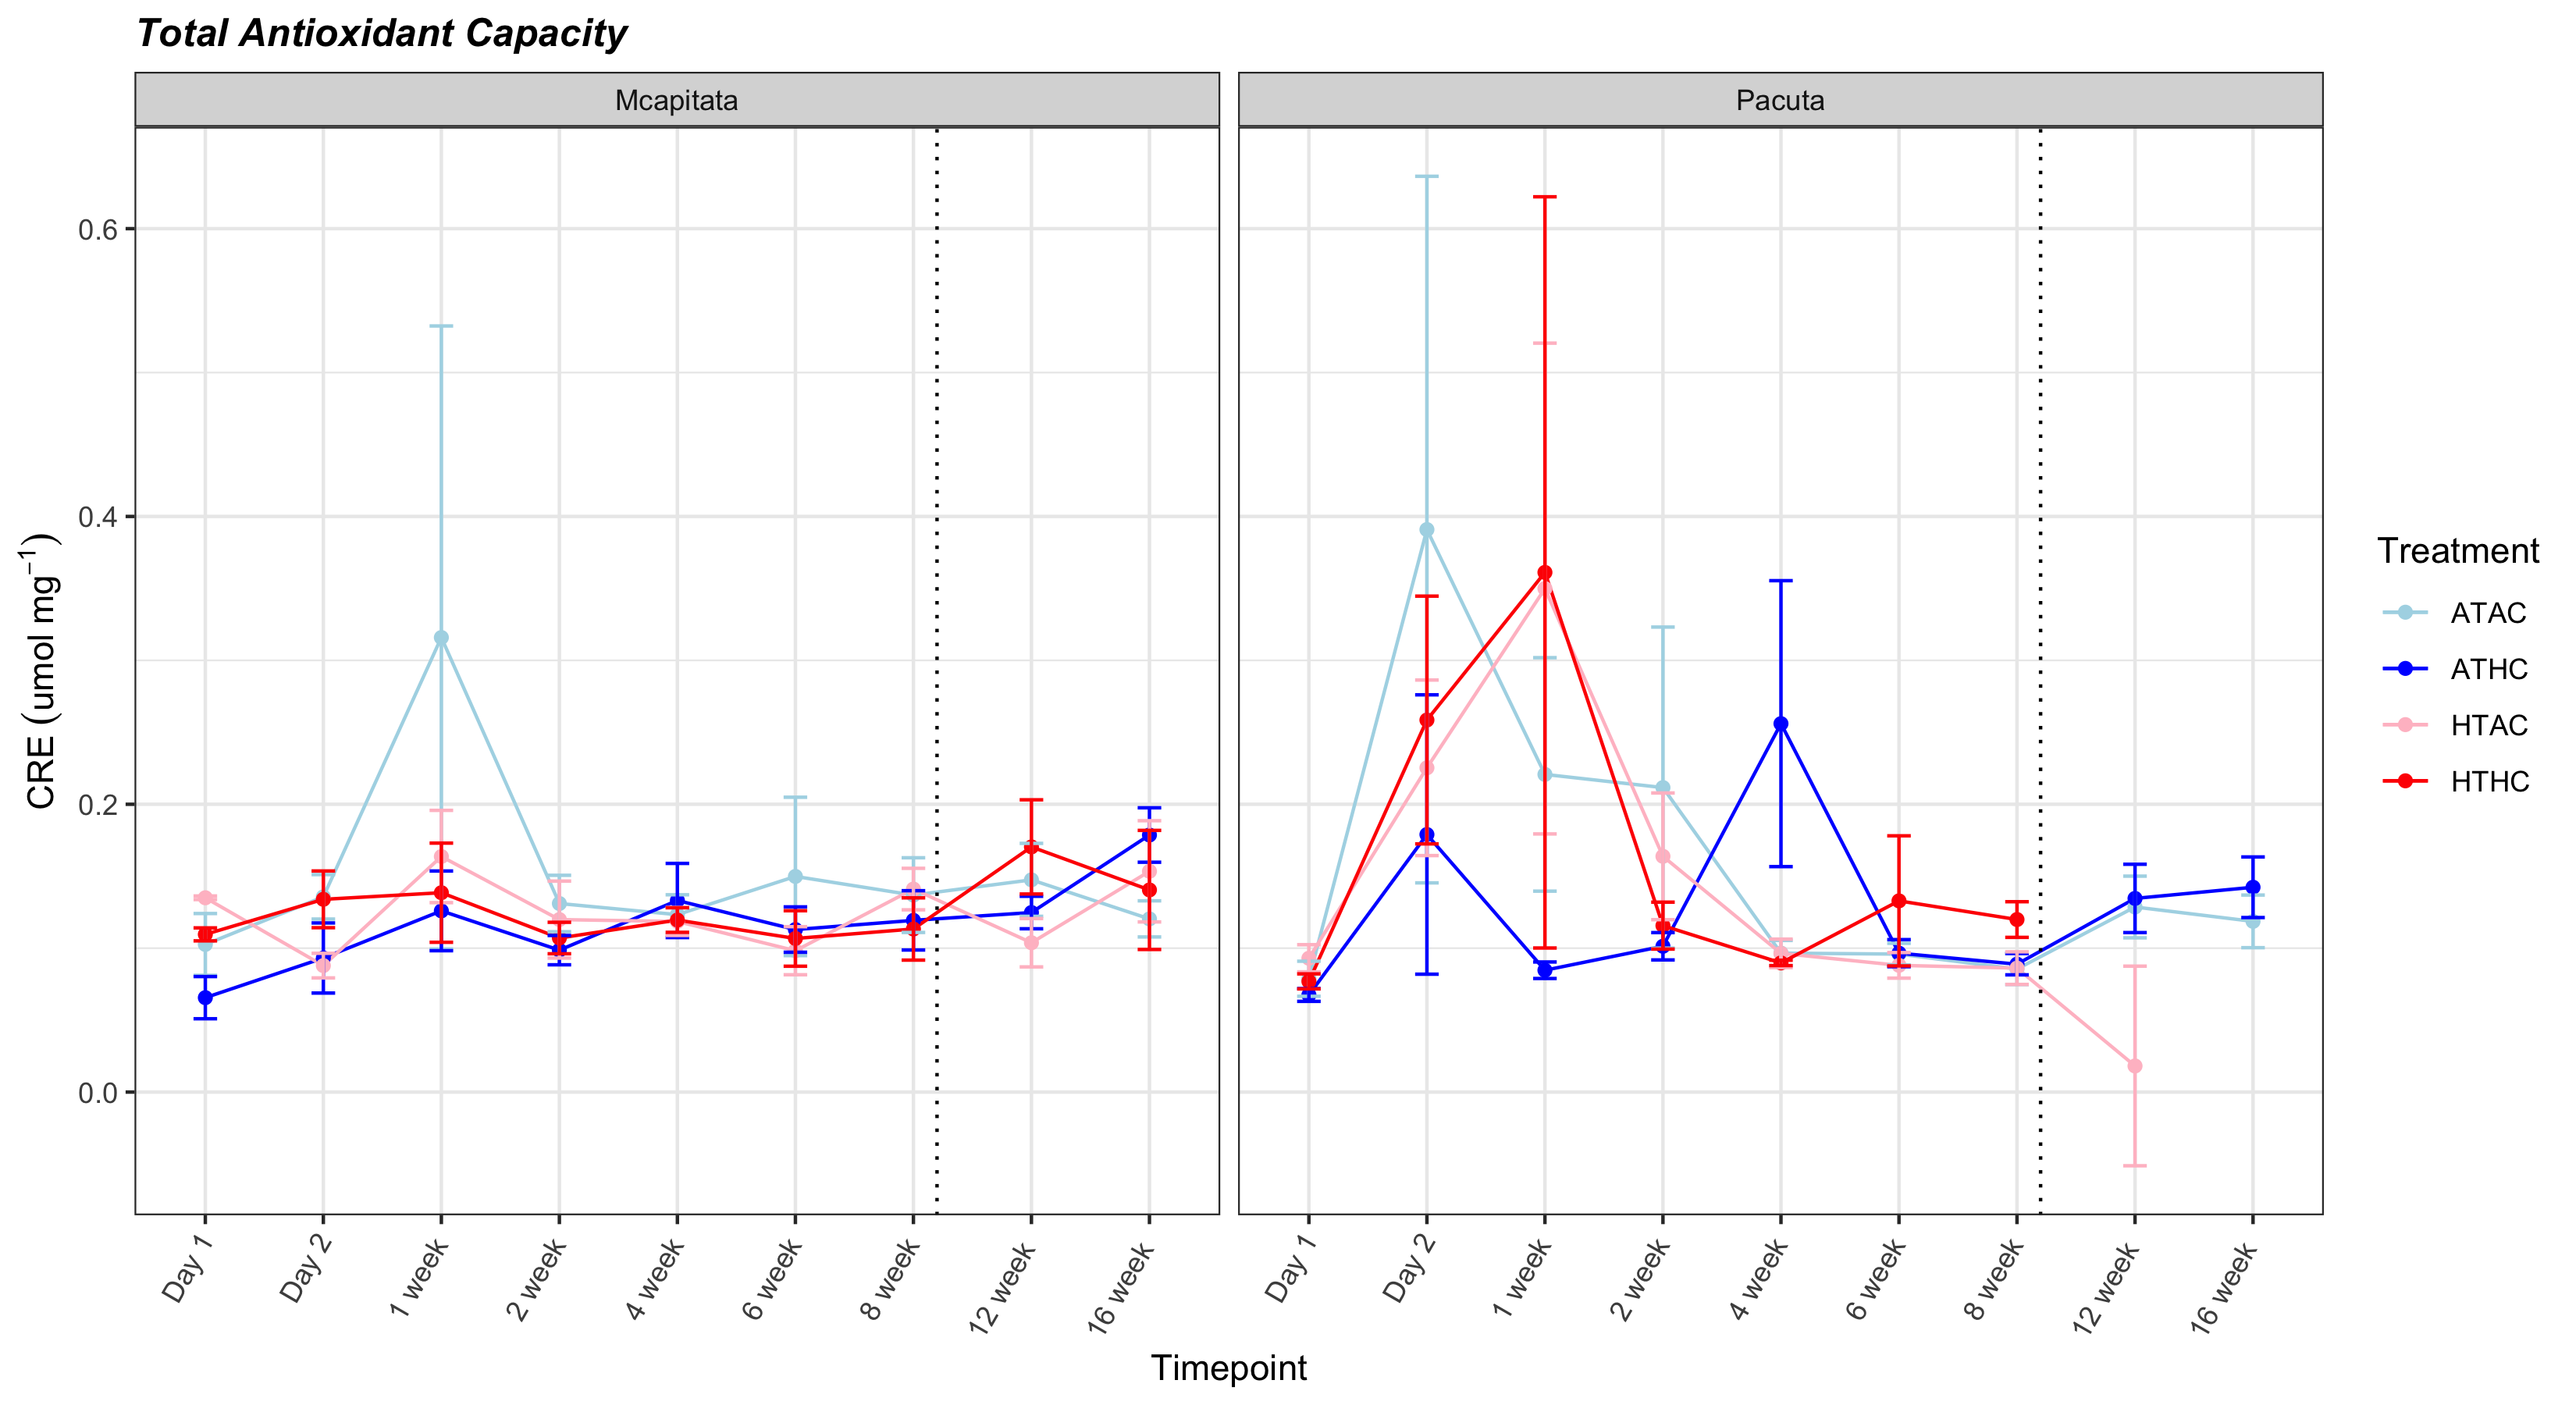 Total Antioxidant Capacity
Mcapitata
Pacuta
0.6
0.4
0.2
0.0
CRE (umol mg⁻¹)
Day 1
Day 2
1 week
2 week
4 week
6 week
8 week
12 week
16 week
Day 1
Day 2
1 week
2 week
4 week
6 week
8 week
12 week
16 week
Timepoint
Treatment
ATAC
ATHC
HTAC
HTHC